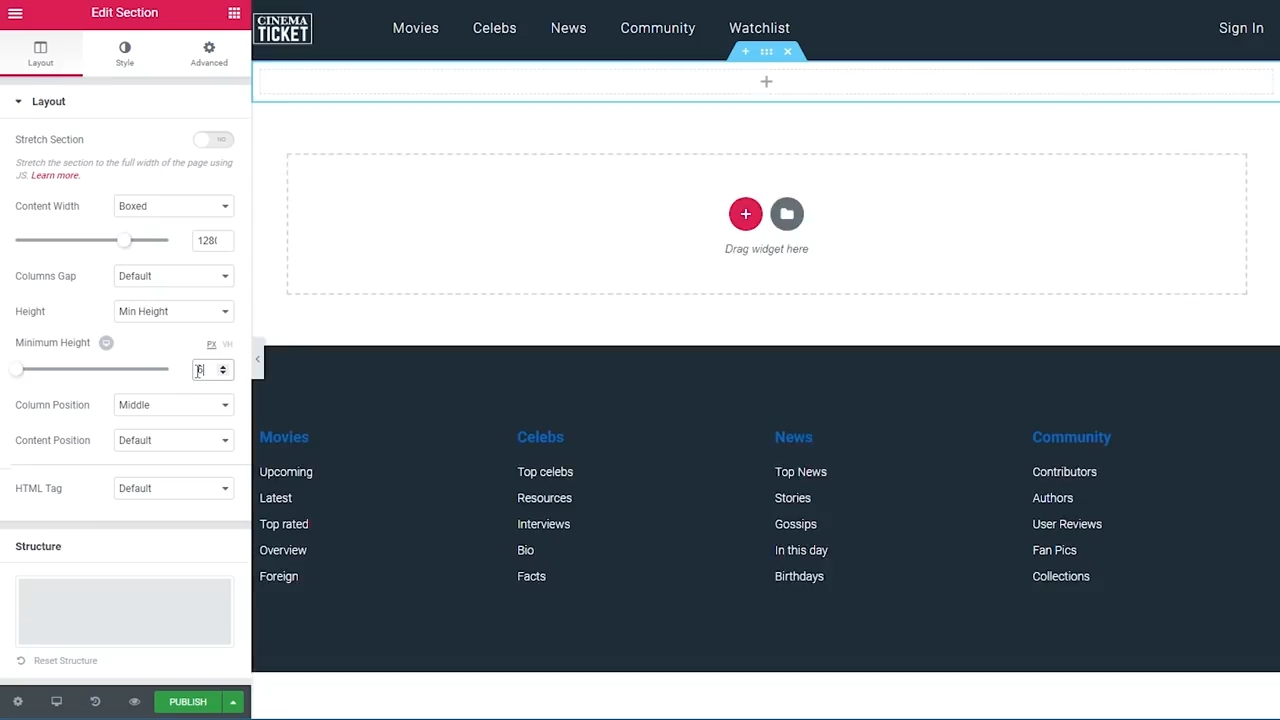 Edit Section
Layout
Style
Advanced
Layout
Stretch Section
NO
Stretch the section to the full width of the page using
JS. Learn more.
Content Width
Boxed
1280
Columns Gap
Default
Height
Min Height
Minimum Height
PX VH
6
Column Position
Middle
Content Position
Default
HTML Tag
Default
Structure
Reset Structure
PUBLISH
CINEMA
TICKET
Movies
Celebs
News
Community
Watchlist
Sign In
Drag widget here
Movies
Upcoming
Latest
Top rated
Overview
Foreign
Celebs
Top celebs
Resources
Interviews
Bio
Facts
News
Top News
Stories
Gossips
In this day
Birthdays
Community
Contributors
Authors
User Reviews
Fan Pics
Collections